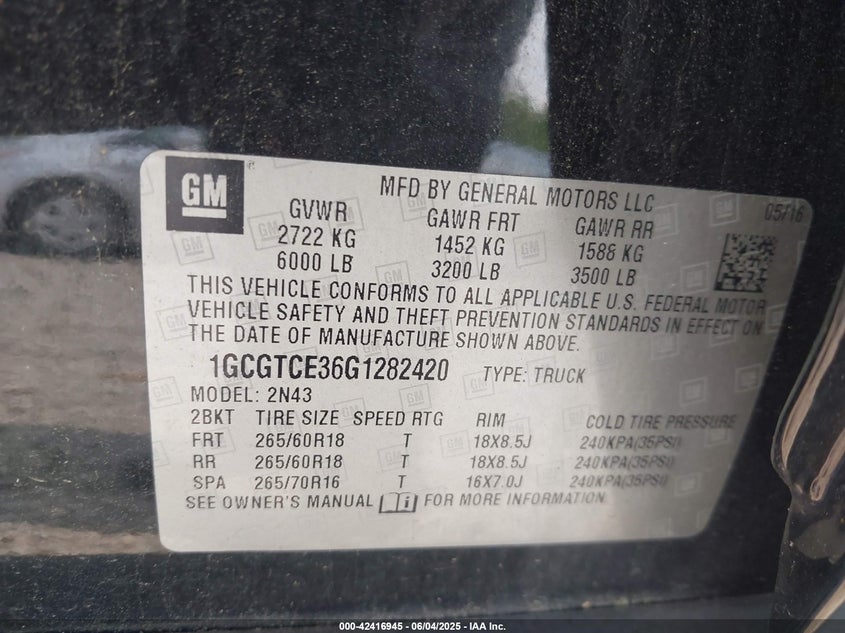 GM
MFD BY GENERAL MOTORS LLC
05/16
GVWR GAWR FRT GAWR RR
2722 KG 1452 KG 1588 KG
6000 LB 3200 LB 3500 LB
THIS VEHICLE CONFORMS TO ALL APPLICABLE U.S. FEDERAL MOTOR
VEHICLE SAFETY AND THEFT PREVENTION STANDARDS IN EFFECT ON
THE DATE OF MANUFACTURE SHOWN ABOVE.
1GCGTCE36G1282420 TYPE: TRUCK
MODEL: 2N43
2BKT TIRE SIZE SPEED RTG RIM COLD TIRE PRESSURE
FRT 265/60R18 T 18X8.5J 240KPA(35PSI)
RR 265/60R18 T 18X8.5J 240KPA(35PSI)
SPA 265/70R16 T 16X7.0J 240KPA(35PSI)
SEE OWNER'S MANUAL FOR MORE INFORMATION
000-42416945 - 06/04/2025 - IAA Inc.